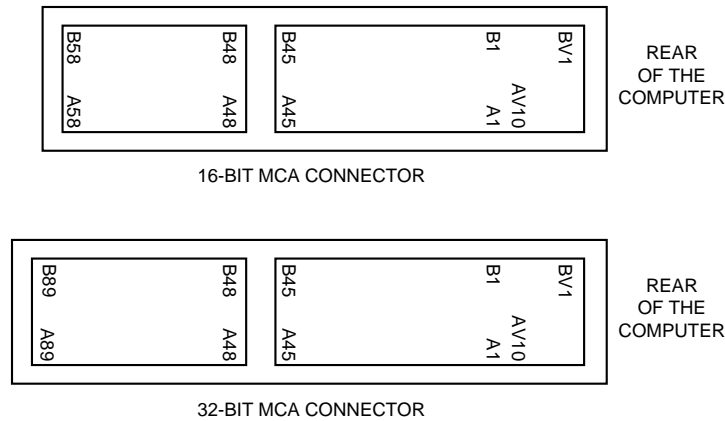 B58
B48
B45
B1
BV1
A58
A48
A45
A1
AV10
REAR
OF THE
COMPUTER
16-BIT MCA CONNECTOR
B89
B48
B45
B1
BV1
A89
A48
A45
A1
AV10
REAR
OF THE
COMPUTER
32-BIT MCA CONNECTOR